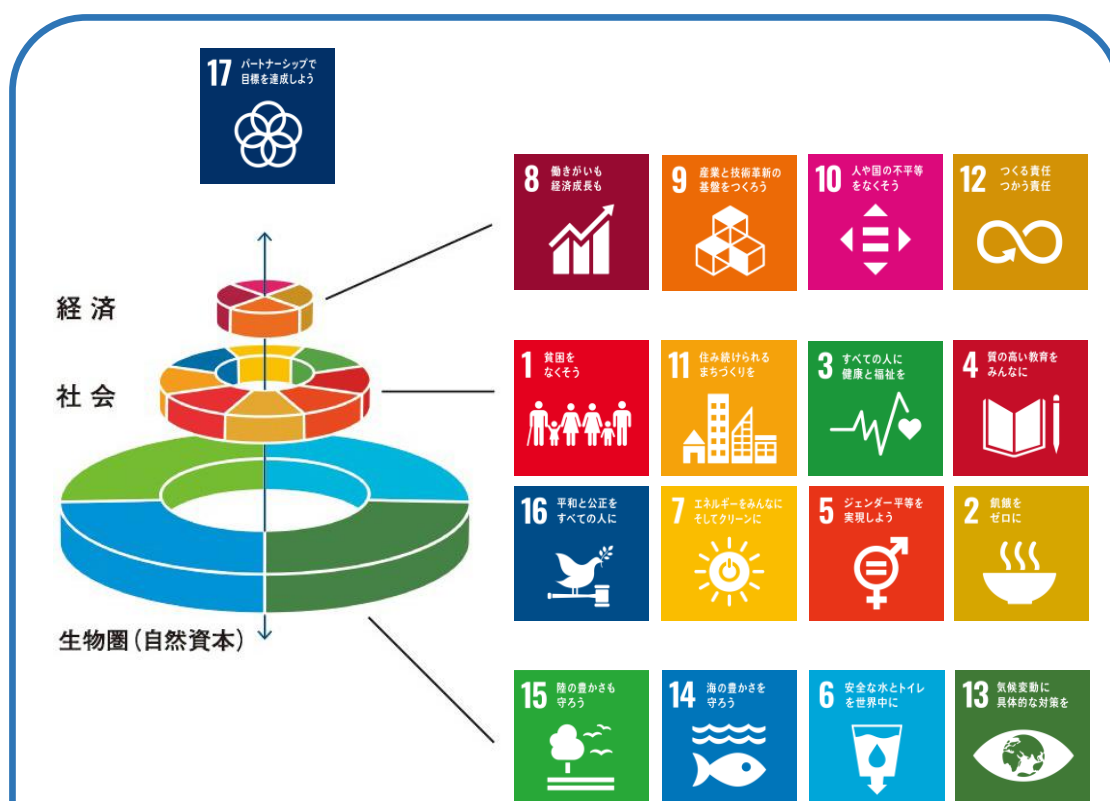 17 パートナーシップで
目標を達成しよう
8 働きがいも
経済成長も
9 産業と技術革新の
基盤をつくろう
10 人や国の不平等
をなくそう
12 つくる責任
つかう責任
経済
1 貧困を
なくそう
11 住み続けられる
まちづくりを
3 すべての人に
健康と福祉を
4 質の高い教育を
みんなに
社会
16 平和と公正を
すべての人に
7 エネルギーをみんなに
そしてクリーンに
5 ジェンダー平等を
実現しよう
2 飢餓を
ゼロに
生物圏(自然資本)
15 陸の豊かさも
守ろう
14 海の豊かさを
守ろう
6 安全な水とトイレ
を世界中に
13 気候変動に
具体的な対策を